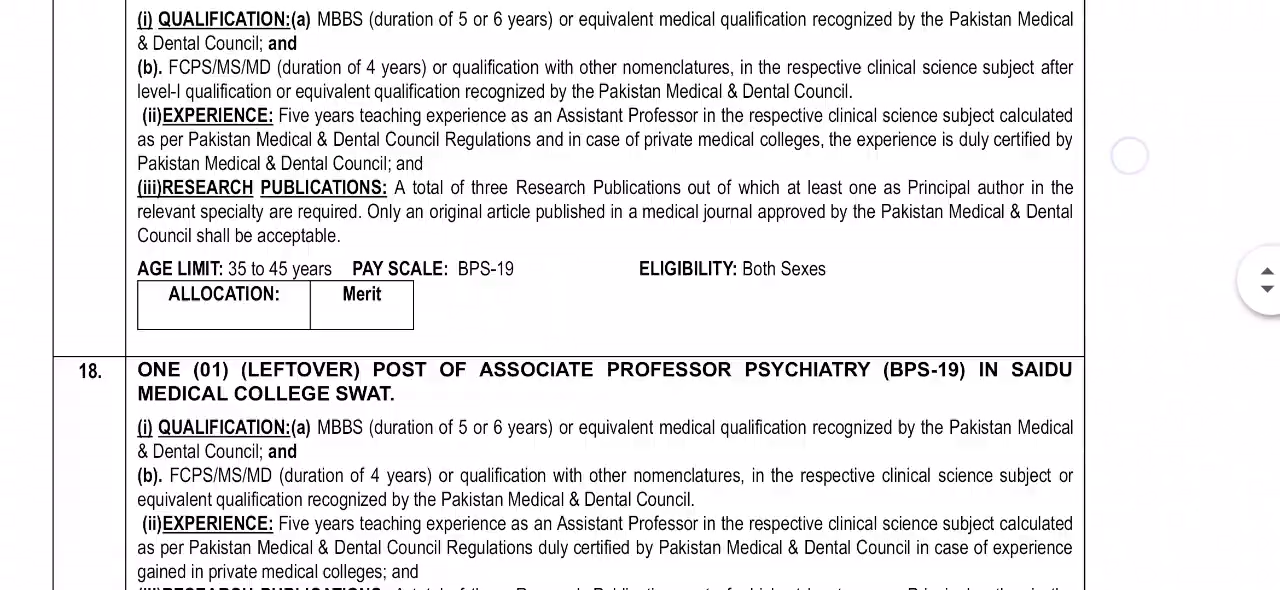 (i) QUALIFICATION:(a) MBBS (duration of 5 or 6 years) or equivalent medical qualification recognized by the Pakistan Medical
& Dental Council; and
(b). FCPS/MS/MD (duration of 4 years) or qualification with other nomenclatures, in the respective clinical science subject after
level-I qualification or equivalent qualification recognized by the Pakistan Medical & Dental Council.
(ii)EXPERIENCE: Five years teaching experience as an Assistant Professor in the respective clinical science subject calculated
as per Pakistan Medical & Dental Council Regulations and in case of private medical colleges, the experience is duly certified by
Pakistan Medical & Dental Council; and
(iii)RESEARCH PUBLICATIONS: A total of three Research Publications out of which at least one as Principal author in the
relevant specialty are required. Only an original article published in a medical journal approved by the Pakistan Medical & Dental
Council shall be acceptable.
AGE LIMIT: 35 to 45 years PAY SCALE: BPS-19 ELIGIBILITY: Both Sexes
ALLOCATION: Merit
18. ONE (01) (LEFTOVER) POST OF ASSOCIATE PROFESSOR PSYCHIATRY (BPS-19) IN SAIDU
MEDICAL COLLEGE SWAT.
(i) QUALIFICATION:(a) MBBS (duration of 5 or 6 years) or equivalent medical qualification recognized by the Pakistan Medical
& Dental Council; and
(b). FCPS/MS/MD (duration of 4 years) or qualification with other nomenclatures, in the respective clinical science subject or
equivalent qualification recognized by the Pakistan Medical & Dental Council.
(ii)EXPERIENCE: Five years teaching experience as an Assistant Professor in the respective clinical science subject calculated
as per Pakistan Medical & Dental Council Regulations duly certified by Pakistan Medical & Dental Council in case of experience
gained in private medical colleges; and